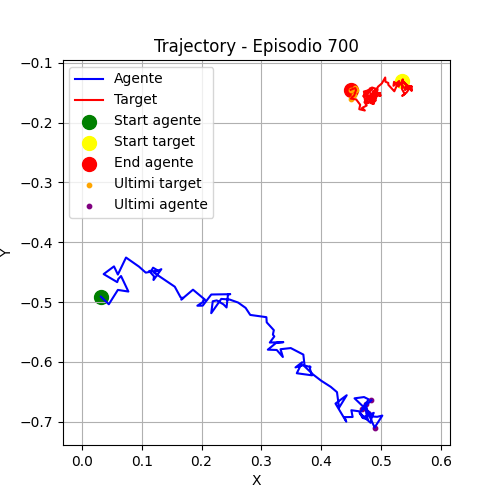 Trajectory - Episodio 700
Agente
Target
Start agente
Start target
End agente
Ultimi target
Ultimi agente
−0.1
−0.2
−0.3
−0.4
−0.5
−0.6
−0.7
Y
0.0 0.1 0.2 0.3 0.4 0.5 0.6
X